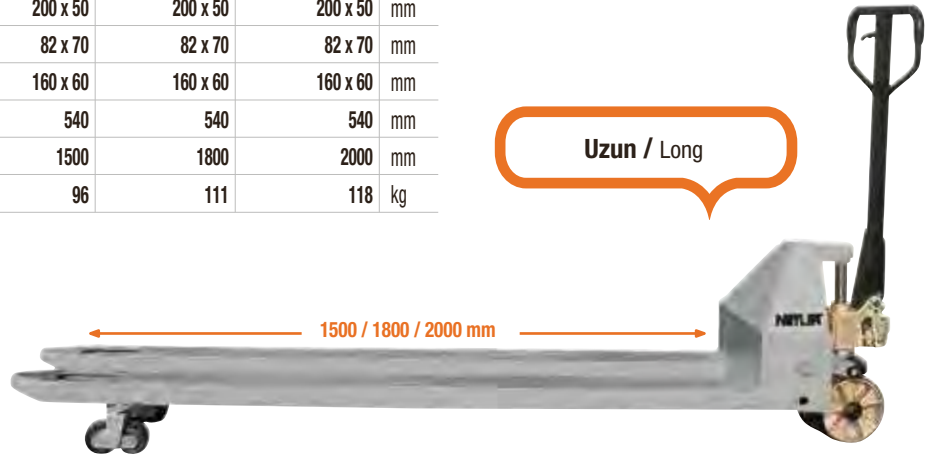 200 x 50 200 x 50 200 x 50 mm
82 x 70 82 x 70 82 x 70 mm
160 x 60 160 x 60 160 x 60 mm
540 540 540 mm
1500 1800 2000 mm
96 111 118 kg
Uzun / Long
1500 / 1800 / 2000 mm
NETLIFT